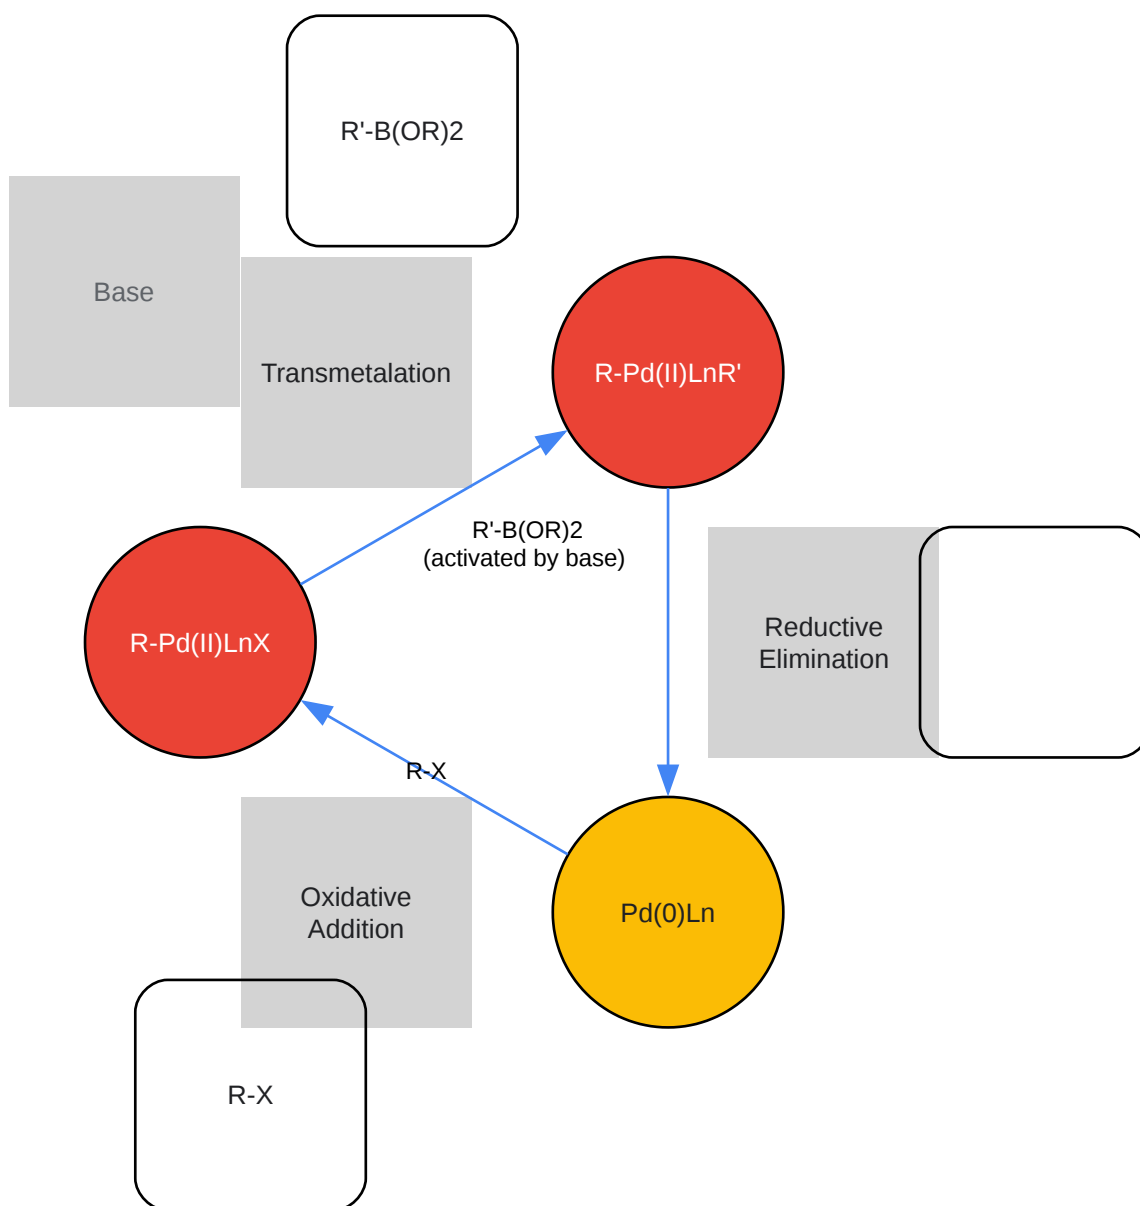 R'-B(OR)2
Base
Transmetalation
R-Pd(II)LnR'
R'-B(OR)2
(activated by base)
R-Pd(II)LnX
Reductive
Elimination
R-X
Oxidative
Addition
Pd(0)Ln
R-X